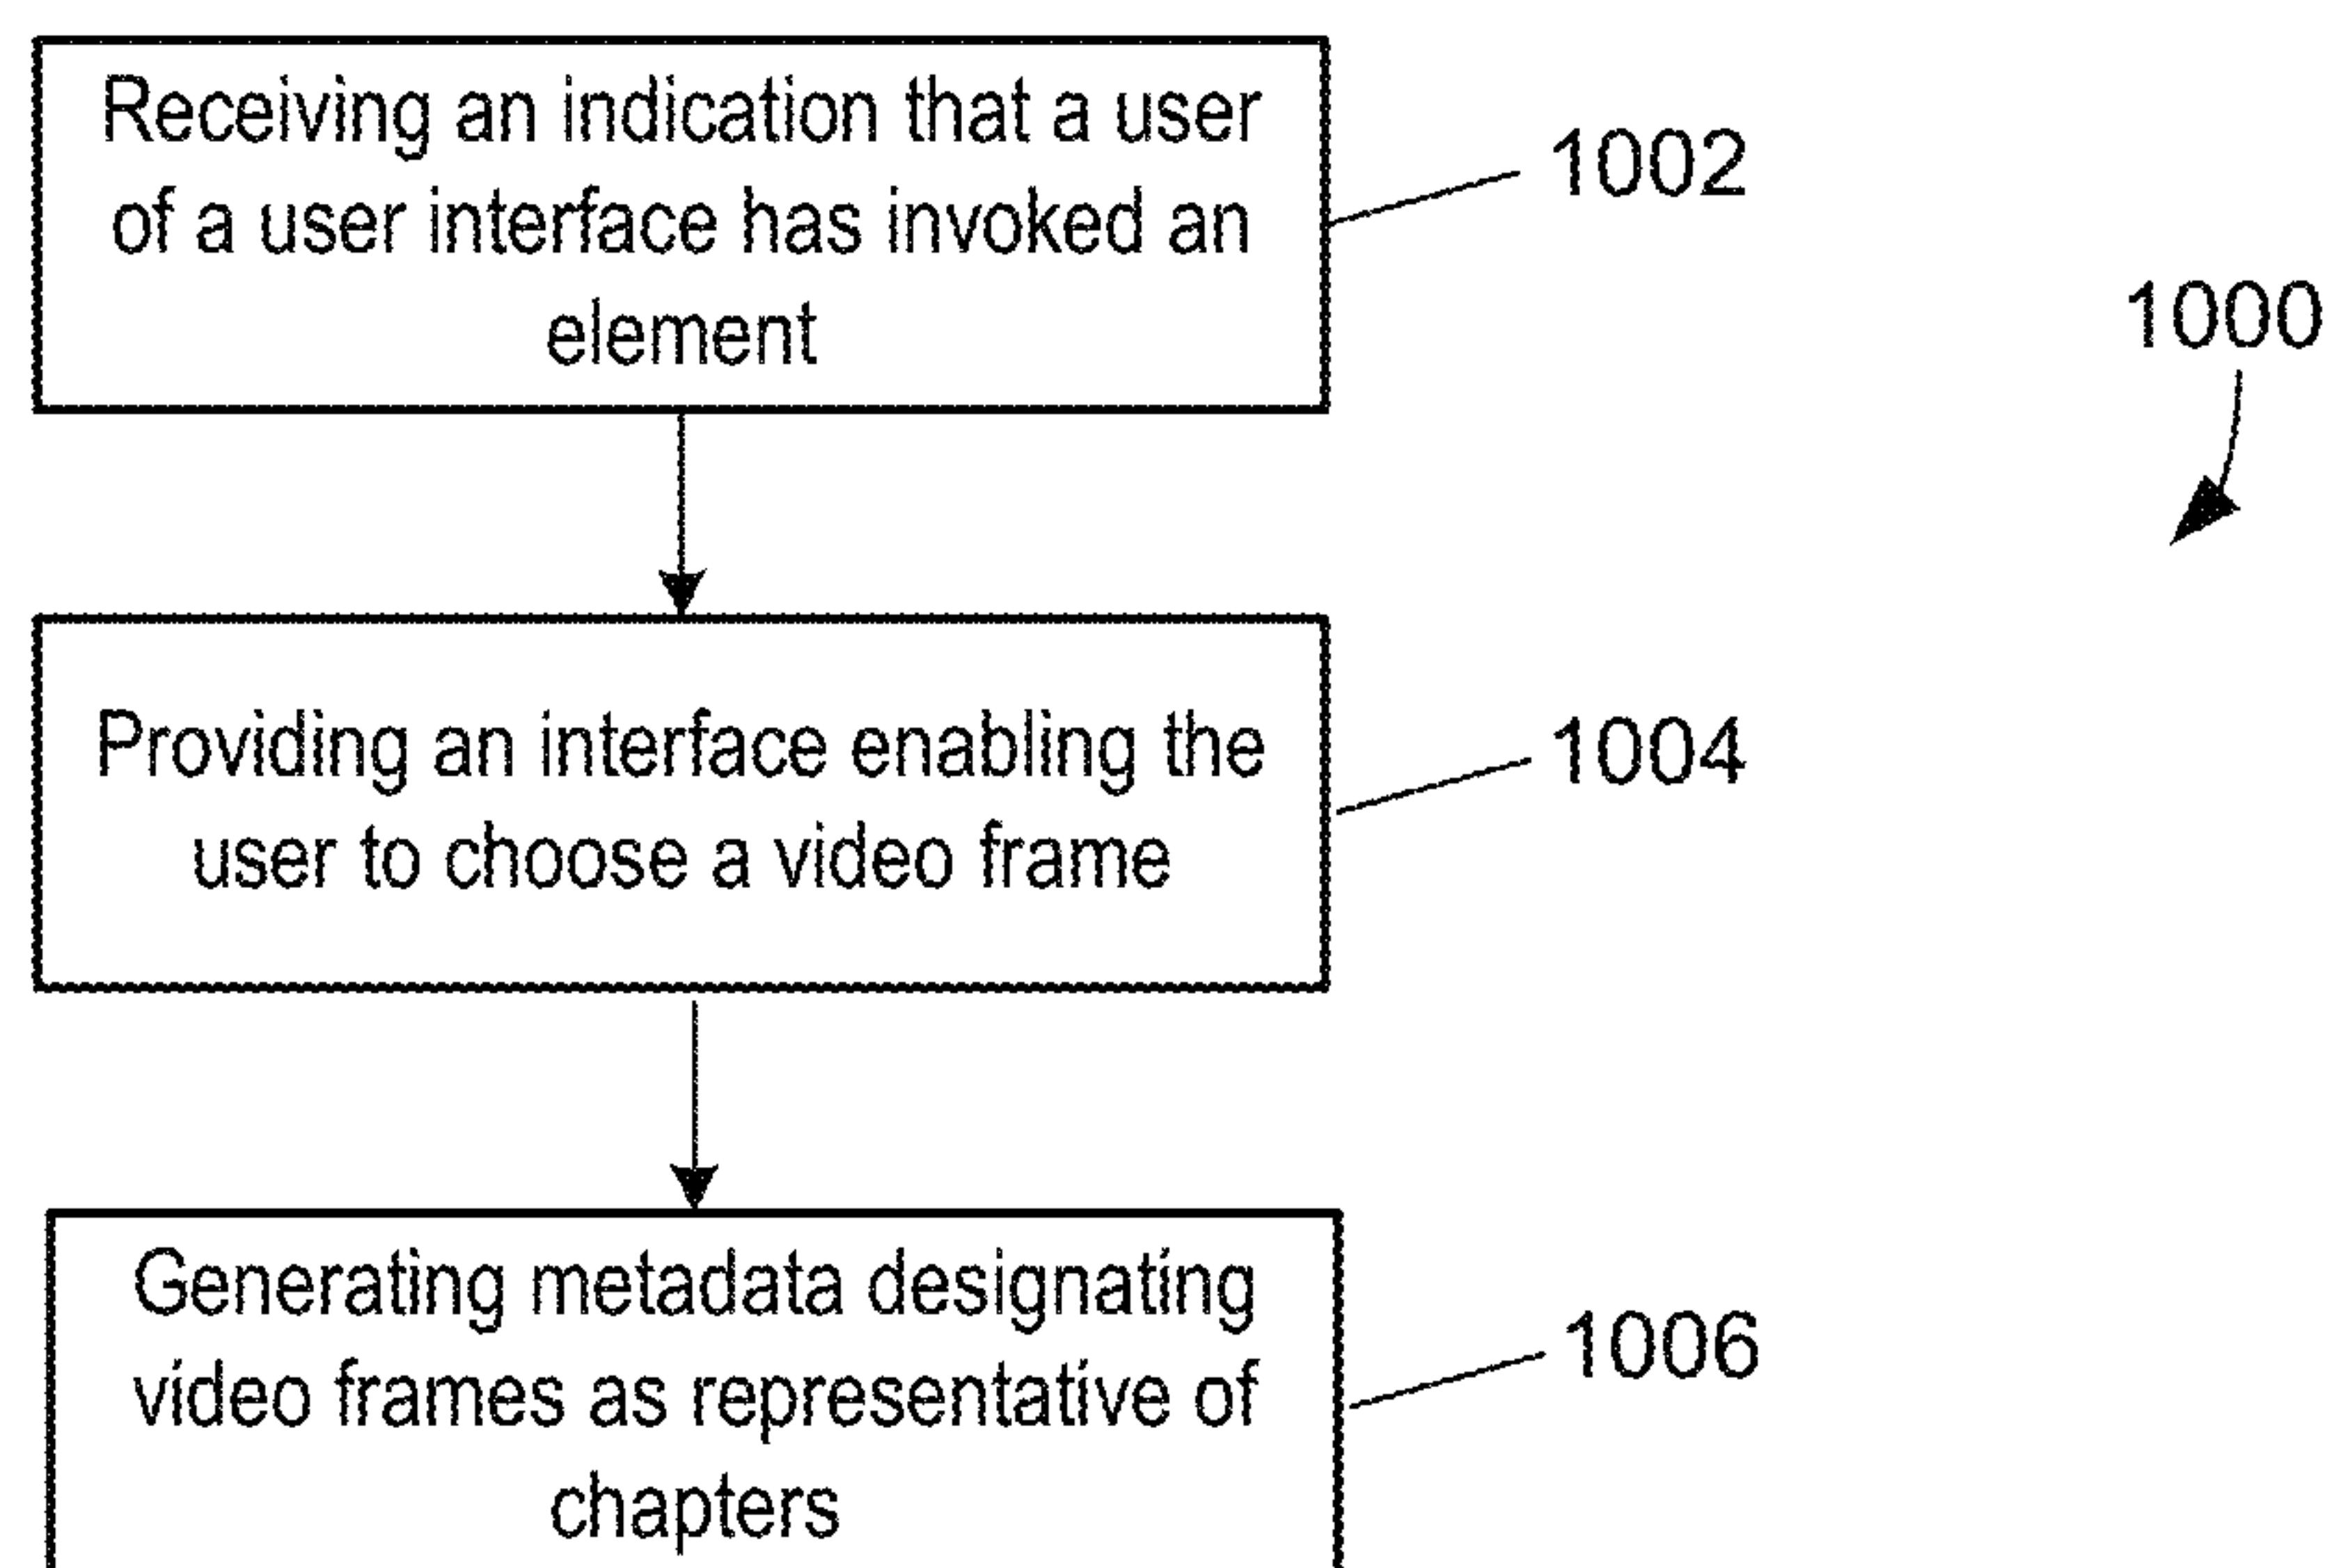 Receiving an indication that a user
of a user interface has invoked an
element
1002
1000
Providing an interface enabling the
user to choose a video frame
1004
Generating metadata designating
video frames as representative of
chapters
1006